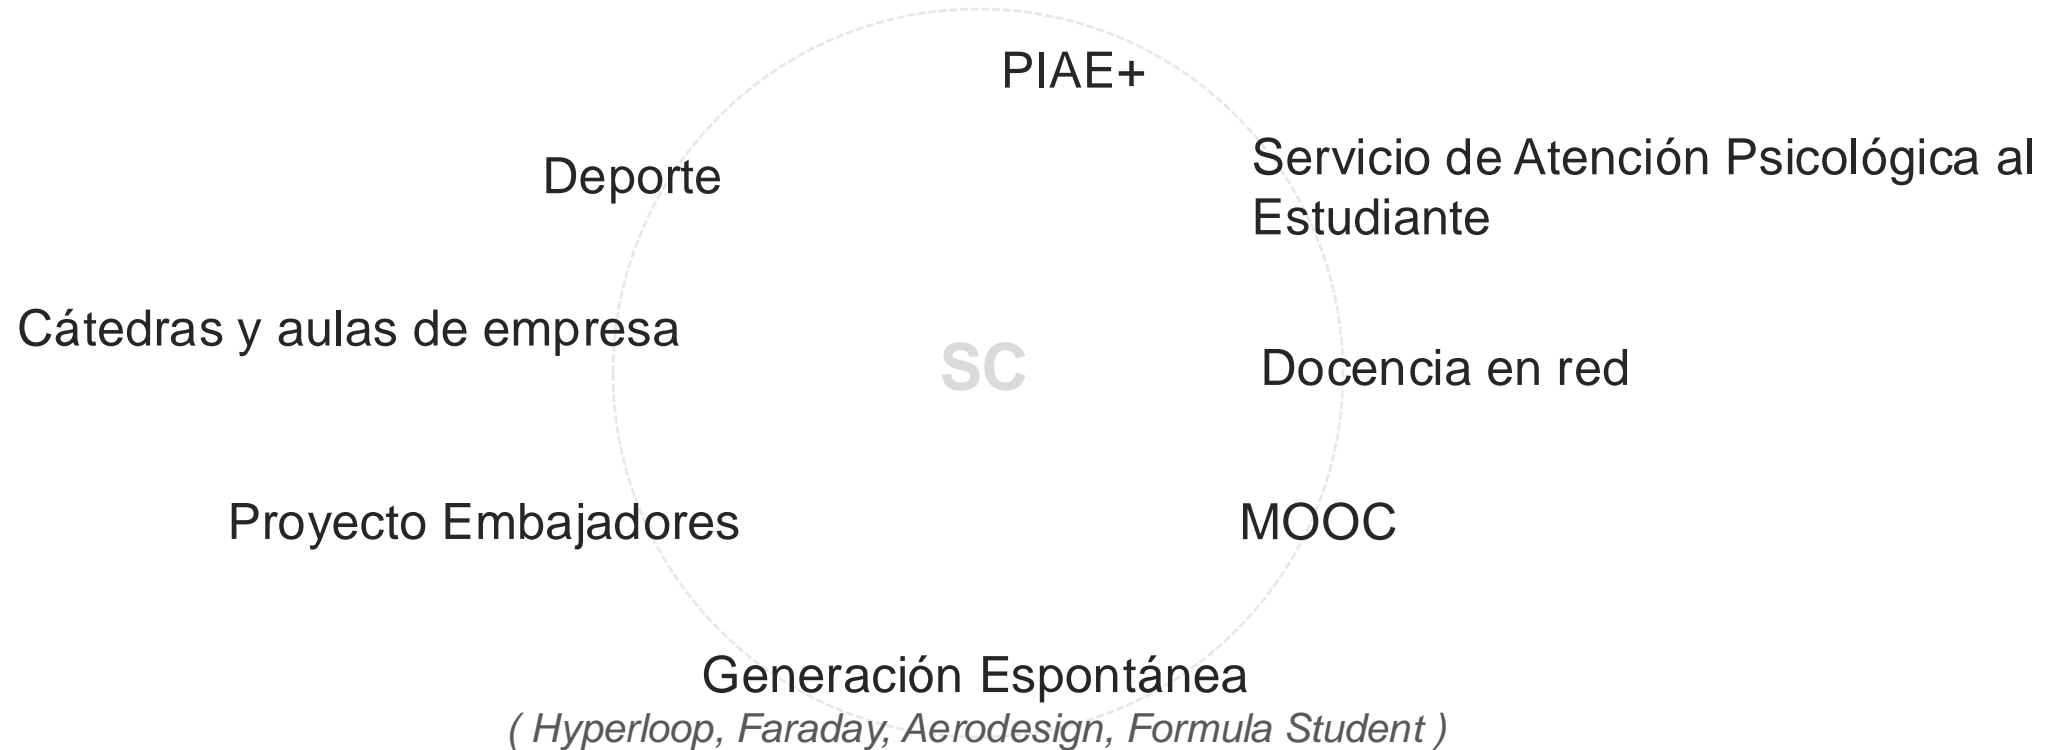 PIAE+
Deporte
Servicio de Atención Psicológica al
Estudiante
Cátedras y aulas de empresa
SC
Docencia en red
Proyecto Embajadores
MOOC
Generación Espontánea
( Hyperloop, Faraday, Aerodesign, Formula Student )